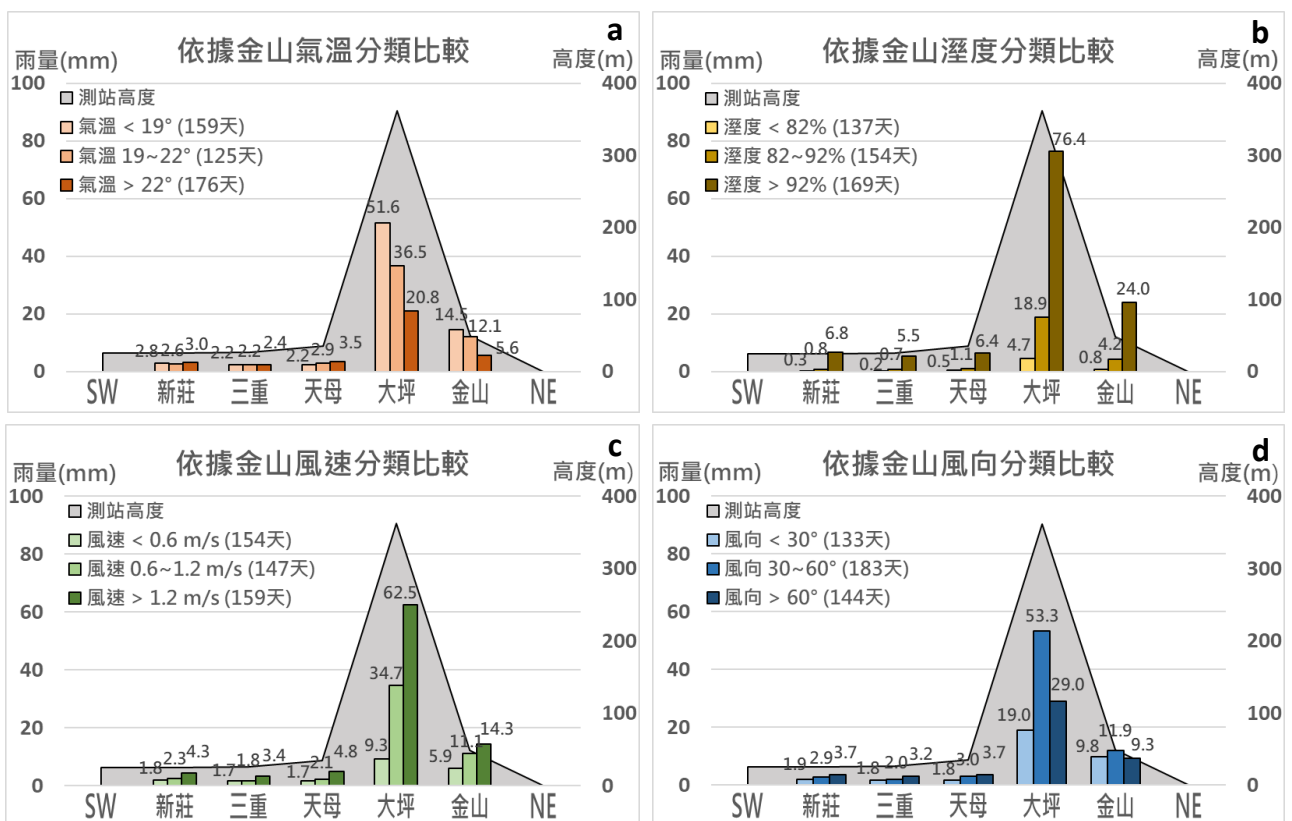 a
依據金山氣溫分類比較
雨量(mm)
高度(m)
測站高度
氣溫 < 19° (159天)
氣溫 19~22° (125天)
氣溫 > 22° (176天)
100
80
60
40
20
0
400
300
200
100
0
2.8 2.6 3.0
2.2 2.2 2.4
2.2 2.9 3.5
51.6 36.5 20.8
14.5 12.1 5.6
SW 新莊 三重 天母 大坪 金山 NE
b
依據金山溼度分類比較
雨量(mm)
高度(m)
測站高度
溼度 < 82% (137天)
溼度 82~92% (154天)
溼度 > 92% (169天)
100
80
60
40
20
0
400
300
200
100
0
0.3 0.8 6.8
0.2 0.7 5.5
0.5 1.1 6.4
4.7 18.9 76.4
0.8 4.2 24.0
SW 新莊 三重 天母 大坪 金山 NE
c
依據金山風速分類比較
雨量(mm)
高度(m)
測站高度
風速 < 0.6 m/s (154天)
風速 0.6~1.2 m/s (147天)
風速 > 1.2 m/s (159天)
100
80
60
40
20
0
400
300
200
100
0
1.8 2.3 4.3
1.7 1.8 3.4
1.7 2.1 4.8
9.3 34.7 62.5
5.9 11.1 14.3
SW 新莊 三重 天母 大坪 金山 NE
d
依據金山風向分類比較
雨量(mm)
高度(m)
測站高度
風向 < 30° (133天)
風向 30~60° (183天)
風向 > 60° (144天)
100
80
60
40
20
0
400
300
200
100
0
1.9 2.9 3.7
1.8 2.0 3.2
1.8 3.0 3.7
19.0 53.3 29.0
9.8 11.9 9.3
SW 新莊 三重 天母 大坪 金山 NE